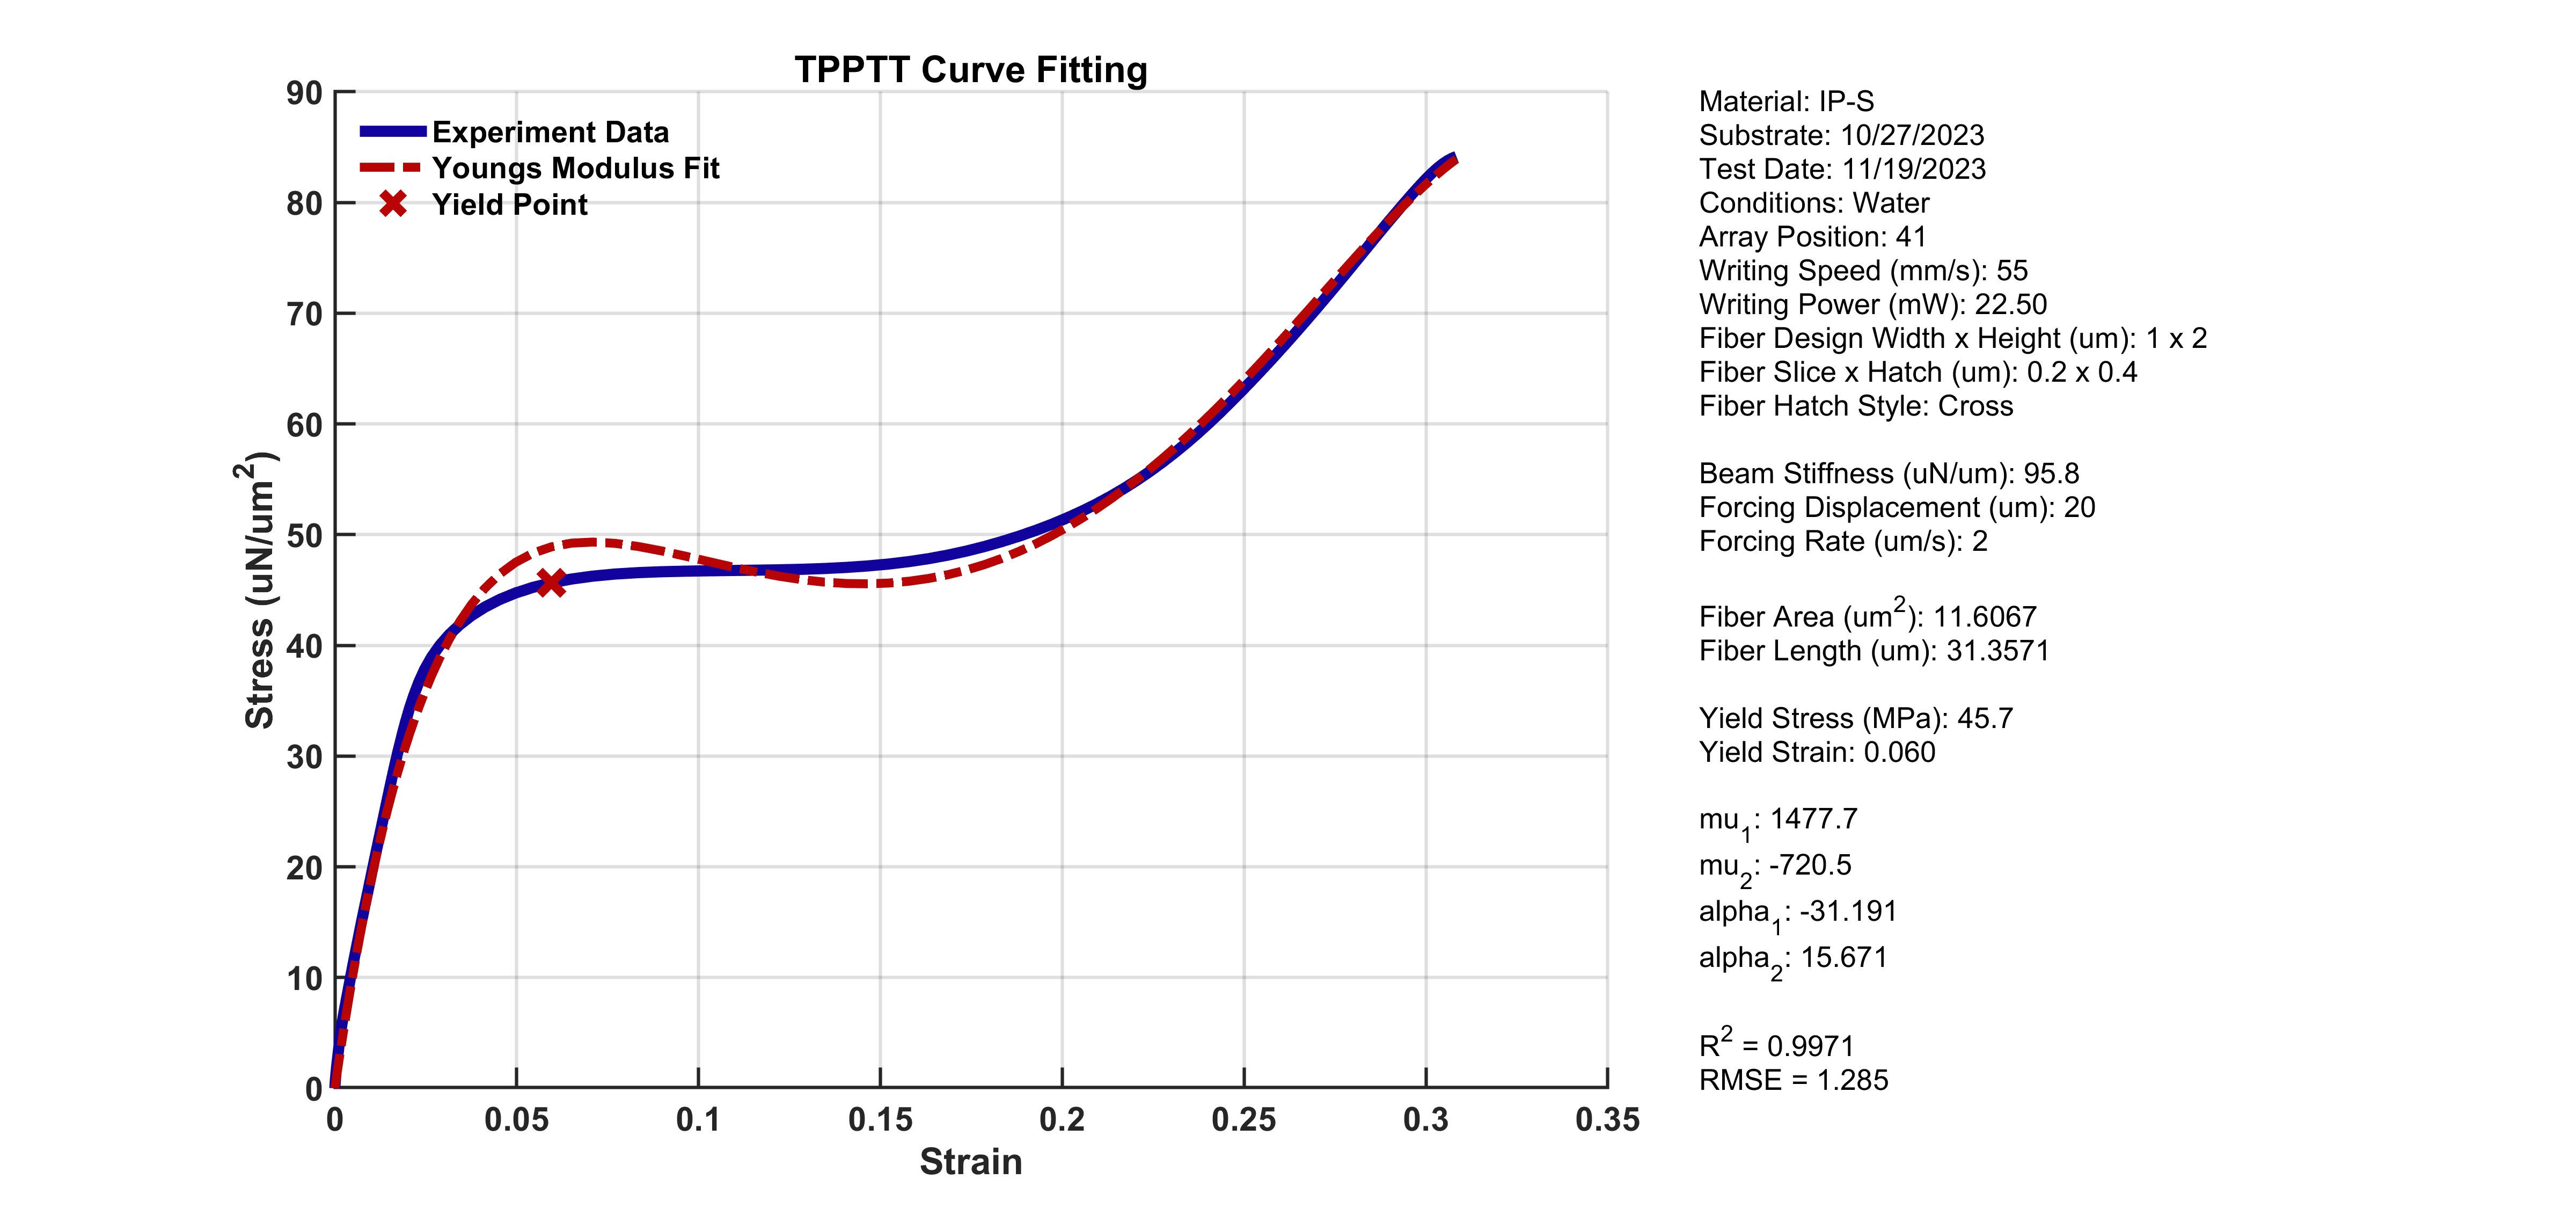 TPPTT Curve Fitting
90
80
70
60
50
40
30
20
10
0
Stress (uN/um²)
Experiment Data
Youngs Modulus Fit
Yield Point
0 0.05 0.1 0.15 0.2 0.25 0.3 0.35
Strain
Material: IP-S
Substrate: 10/27/2023
Test Date: 11/19/2023
Conditions: Water
Array Position: 41
Writing Speed (mm/s): 55
Writing Power (mW): 22.50
Fiber Design Width x Height (um): 1 x 2
Fiber Slice x Hatch (um): 0.2 x 0.4
Fiber Hatch Style: Cross
Beam Stiffness (uN/um): 95.8
Forcing Displacement (um): 20
Forcing Rate (um/s): 2
Fiber Area (um²): 11.6067
Fiber Length (um): 31.3571
Yield Stress (MPa): 45.7
Yield Strain: 0.060
mu₁: 1477.7
mu₂: -720.5
alpha₁: -31.191
alpha₂: 15.671
R² = 0.9971
RMSE = 1.285